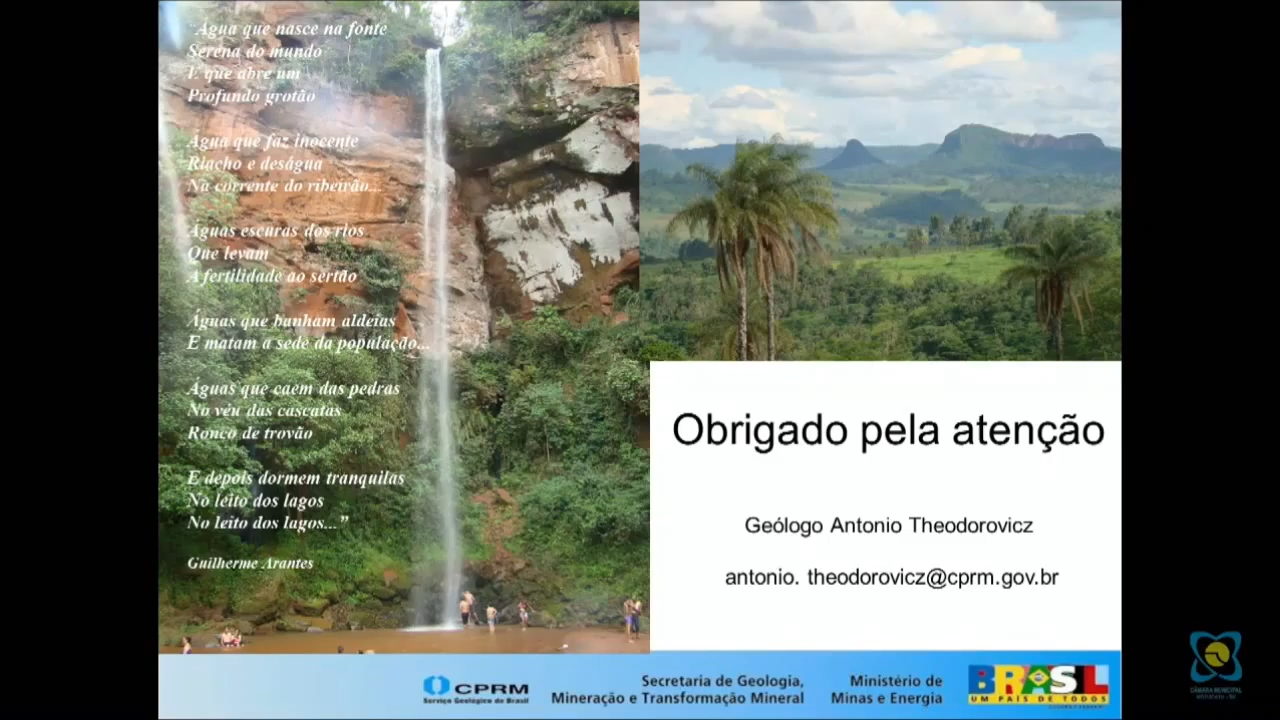 “Água que nasce na fonte
Serena do mundo
E que abre um
Profundo grotão
Água que faz inocente
Riacho e deságua
Na corrente do ribeirão...
Águas escuras dos rios
Que levam
A fertilidade ao sertão
Águas que banham aldeias
E matam a sede da população...
Águas que caem das pedras
No véu das cascatas
Ronco de trovão
E depois dormem tranquilas
No leito dos lagos
No leito dos lagos...”
Guilherme Arantes
Obrigado pela atenção
Geólogo Antonio Theodorovicz
antonio. theodorovicz@cprm.gov.br
CPRM
Serviço Geológico do Brasil
Secretaria de Geologia,
Mineração e Transformação Mineral
Ministério de
Minas e Energia
BRASIL
UM PAÍS DE TODOS
CÂMARA MUNICIPAL